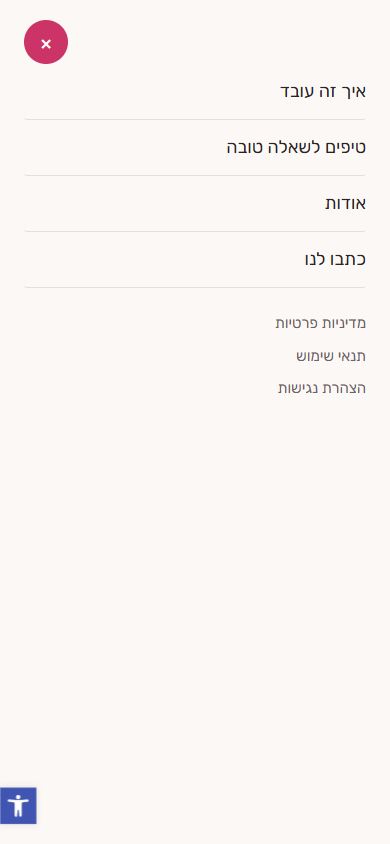 איך זה עובד
טיפים לשאלה טובה
אודות
כתבו לנו
מדיניות פרטיות
תנאי שימוש
הצהרת נגישות